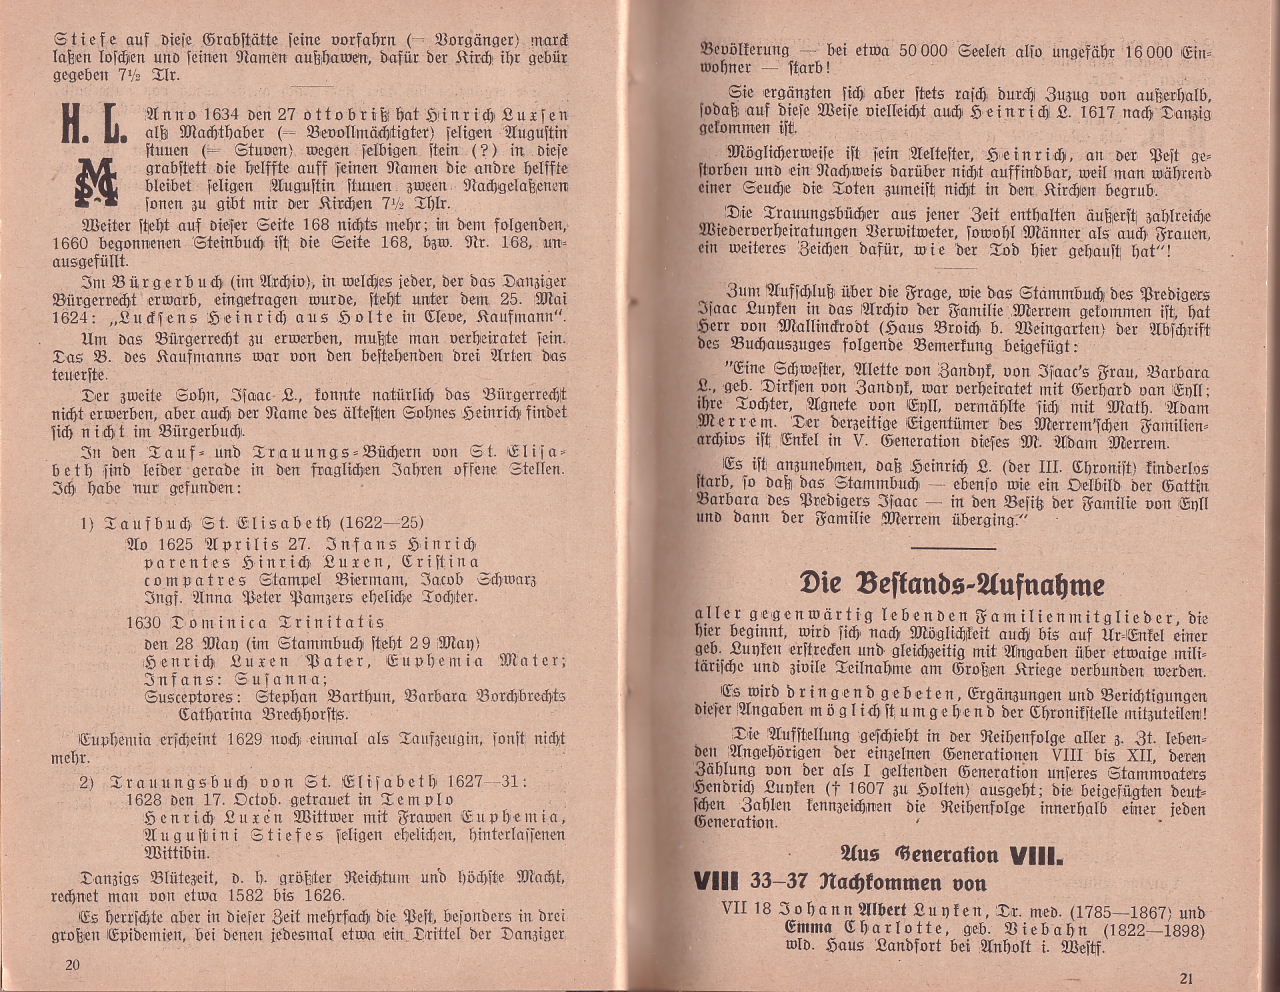 Stiefe auf diese Grabstätte seine vorfahrn (= Vorgänger) marck
laßen loschen und seinen Namen außhawen, dafür der Kirch ihr gebür
gegeben 7½ Tlr.
H. L.
M
Anno 1634 den 27 ottobriß hat Hinrich Luxsen
alß Machthaber (= Bevollmächtigter) seligen Augustin
stuuen (= Stuwen) wegen selbigen stein (?) in diese
grabstett die helffte auff seinen Namen die andre helffte
bleibet seligen Augustin stuuen zween Nachgelaßenen
sonen zu gibt mir der Kirchen 7½ Thlr.
Weiter steht auf dieser Seite 168 nichts mehr; in dem folgenden,
1660 begonnenen Steinbuch ist die Seite 168, bzw. Nr. 168, un-
ausgefüllt.
Im Bürgerbuch (im Archiv), in welches jeder, der das Danziger
Bürgerrecht erwarb, eingetragen wurde, steht unter dem 25. Mai
1624: „Lucksens Heinrich aus Holte in Cleve, Kaufmann“.
Um das Bürgerrecht zu erwerben, mußte man verheiratet sein.
Das B. des Kaufmanns war von den bestehenden drei Arten das
teuerste.
Der zweite Sohn, Isaac L., konnte natürlich das Bürgerrecht
nicht erwerben, aber auch der Name des ältesten Sohnes Heinrich findet
sich nicht im Bürgerbuch.
In den Tauf- und Trauungs-Büchern von St. Elisa-
beth sind leider gerade in den fraglichen Jahren offene Stellen.
Ich habe nur gefunden:
1) Taufbuch St. Elisabeth (1622—25)
Ao 1625 Aprilis 27. Infans Hinrich
parentes Hinrich Luxen, Cristina
compatres Stampel Biermam, Jacob Schwarz
Ingf. Anna Peter Pamzers eheliche Tochter.
1630 Dominica Trinitatis
den 28 May (im Stammbuch steht 29 May)
Henrich Luxen Pater, Euphemia Mater;
Infans: Susanna;
Susceptores: Stephan Barthun, Barbara Borchbrechts
Catharina Brechhorsts.
Euphemia erscheint 1629 noch einmal als Taufzeugin, sonst nicht
mehr.
2) Trauungsbuch von St. Elisabeth 1627—31:
1628 den 17. Octob. getrauet in Templo
Henrich Luxen Wittwer mit Frawen Euphemia,
Augustini Stiefes seligen ehelichen, hinterlassenen
Wittibin.
Danzigs Blütezeit, d. h. größter Reichtum und höchste Macht,
rechnet man von etwa 1582 bis 1626.
Es herrschte aber in dieser Zeit mehrfach die Pest, besonders in drei
großen Epidemien, bei denen jedesmal etwa ein Drittel der Danziger
20
Bevölkerung — bei etwa 50 000 Seelen also ungefähr 16 000 Ein-
wohner — starb!
Sie ergänzten sich aber stets rasch durch Zuzug von außerhalb,
sodaß auf diese Weise vielleicht auch Heinrich L. 1617 nach Danzig
gekommen ist.
Möglicherweise ist sein Aeltester, Heinrich, an der Pest ge-
storben und ein Nachweis darüber nicht auffindbar, weil man während
einer Seuche die Toten zumeist nicht in den Kirchen begrub.
Die Trauungsbücher aus jener Zeit enthalten äußerst zahlreiche
Wiederverheiratungen Verwitweter, sowohl Männer als auch Frauen,
ein weiteres Zeichen dafür, wie der Tod hier gehaust hat“!
Zum Aufschluß über die Frage, wie das Stammbuch des Predigers
Isaac Luyken in das Archiv der Familie Merrem gekommen ist, hat
Herr von Mallinckrodt (Haus Broich b. Weingarten) der Abschrift
des Buchauszuges folgende Bemerkung beigefügt:
"Eine Schwester, Alette von Zandyk, von Isaac's Frau, Barbara
L., geb. Dirksen von Zandyk, war verheiratet mit Gerhard van Eyll;
ihre Tochter, Agnete von Eyll, vermählte sich mit Math. Adam
Merrem. Der derzeitige Eigentümer des Merrem'schen Familien-
archivs ist Enkel in V. Generation dieses M. Adam Merrem.
Es ist anzunehmen, daß Heinrich L. (der III. Chronist) kinderlos
starb, so daß das Stammbuch — ebenso wie ein Oelbild der Gattin
Barbara des Predigers Isaac — in den Besitz der Familie von Eyll
und dann der Familie Merrem überging.“
Die Bestands-Aufnahme
aller gegenwärtig lebenden Familienmitglieder, die
hier beginnt, wird sich nach Möglichkeit auch bis auf Ur-Enkel einer
geb. Luyken erstrecken und gleichzeitig mit Angaben über etwaige mili-
tärische und zivile Teilnahme am Großen Kriege verbunden werden.
Es wird dringend gebeten, Ergänzungen und Berichtigungen
dieser Angaben möglichst umgehend der Chronikstelle mitzuteilen!
Die Aufstellung geschieht in der Reihenfolge aller z. Zt. leben-
den Angehörigen der einzelnen Generationen VIII bis XII, deren
Zählung von der als I geltenden Generation unseres Stammvaters
Hendrich Luyken († 1607 zu Holten) ausgeht; die beigefügten deut-
schen Zahlen kennzeichnen die Reihenfolge innerhalb einer jeden
Generation.
Aus Generation VIII.
VIII 33—37 Nachkommen von
VII 18 Johann Albert Luyken, Dr. med. (1785—1867) und
Emma Charlotte, geb. Viebahn (1822—1898)
wld. Haus Landfort bei Anholt i. Westf.
21